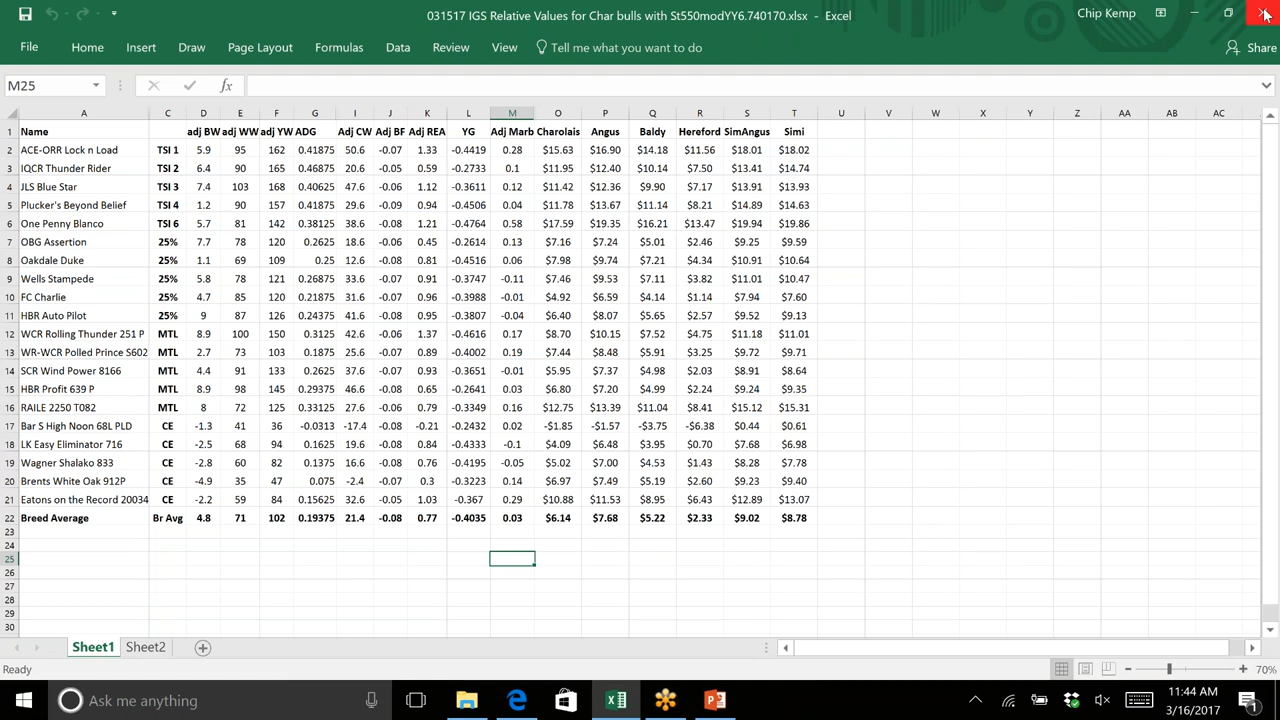 031517 IGS Relative Values for Char bulls with St550modYY6.740170.xlsx - Excel
Chip Kemp
File Home Insert Draw Page Layout Formulas Data Review View Tell me what you want to do Share
M25 fx
A C D E F G I J K L M O P Q R S T U V W X Y Z AA AB AC
1 Name adj BW adj WW adj YW ADG Adj CW Adj BF Adj REA YG Adj Marb Charolais Angus Baldy Hereford SimAngus Simi
2 ACE-ORR Lock n Load TSI 1 5.9 95 162 0.41875 50.6 -0.07 1.33 -0.4419 0.28 $15.63 $16.90 $14.18 $11.56 $18.01 $18.02
3 IQCR Thunder Rider TSI 2 6.4 90 165 0.46875 20.6 -0.05 0.59 -0.2733 0.1 $11.95 $12.40 $10.14 $7.50 $13.41 $14.74
4 JLS Blue Star TSI 3 7.4 103 168 0.40625 47.6 -0.06 1.12 -0.3611 0.12 $11.42 $12.36 $9.90 $7.17 $13.91 $13.93
5 Plucker's Beyond Belief TSI 4 1.2 90 157 0.41875 29.6 -0.09 0.94 -0.4506 0.04 $11.78 $13.67 $11.14 $8.21 $14.89 $14.63
6 One Penny Blanco TSI 6 5.7 81 142 0.38125 38.6 -0.08 1.21 -0.4764 0.58 $17.59 $19.35 $16.21 $13.47 $19.94 $19.86
7 OBG Assertion 25% 7.7 78 120 0.2625 18.6 -0.06 0.45 -0.2614 0.13 $7.16 $7.24 $5.01 $2.46 $9.25 $9.59
8 Oakdale Duke 25% 1.1 69 109 0.25 12.6 -0.08 0.81 -0.4516 0.06 $7.98 $9.74 $7.21 $4.34 $10.91 $10.64
9 Wells Stampede 25% 5.8 78 121 0.26875 33.6 -0.07 0.91 -0.3747 -0.11 $7.46 $9.53 $7.11 $3.82 $11.01 $10.47
10 FC Charlie 25% 4.7 85 120 0.21875 31.6 -0.07 0.96 -0.3988 -0.01 $4.92 $6.59 $4.14 $1.14 $7.94 $7.60
11 HBR Auto Pilot 25% 9 87 126 0.24375 41.6 -0.08 0.95 -0.3807 -0.04 $6.40 $8.07 $5.65 $2.57 $9.52 $9.13
12 WCR Rolling Thunder 251 P MTL 8.9 100 150 0.3125 42.6 -0.06 1.37 -0.4616 0.17 $8.70 $10.15 $7.52 $4.75 $11.18 $11.01
13 WR-WCR Polled Prince S602 MTL 2.7 73 103 0.1875 25.6 -0.07 0.89 -0.4002 0.19 $7.44 $8.48 $5.91 $3.25 $9.72 $9.71
14 SCR Wind Power 8166 MTL 4.4 91 133 0.2625 37.6 -0.07 0.93 -0.3651 -0.01 $5.95 $7.37 $4.98 $2.03 $8.91 $8.64
15 HBR Profit 639 P MTL 8.9 98 145 0.29375 46.6 -0.08 0.65 -0.2641 0.03 $6.80 $7.20 $4.99 $2.24 $9.24 $9.35
16 RAILE 2250 T082 MTL 8 72 125 0.33125 27.6 -0.06 0.79 -0.3349 0.16 $12.75 $13.39 $11.04 $8.41 $15.12 $15.31
17 Bar S High Noon 68L PLD CE -1.3 41 36 -0.0313 -17.4 -0.08 -0.21 -0.2432 0.02 -$1.85 -$1.57 -$3.75 -$6.38 $0.44 $0.61
18 LK Easy Eliminator 716 CE -2.5 68 94 0.1625 19.6 -0.08 0.84 -0.4333 -0.1 $4.09 $6.48 $3.95 $0.70 $7.68 $6.98
19 Wagner Shalako 833 CE -2.8 60 82 0.1375 16.6 -0.08 0.76 -0.4195 -0.05 $5.02 $7.00 $4.53 $1.43 $8.28 $7.78
20 Brents White Oak 912P CE -4.9 35 47 0.075 -2.4 -0.07 0.3 -0.3223 0.14 $6.97 $7.49 $5.19 $2.60 $9.23 $9.40
21 Eatons on the Record 20034 CE -2.2 59 84 0.15625 32.6 -0.05 1.03 -0.367 0.29 $10.88 $11.53 $8.95 $6.43 $12.89 $13.07
22 Breed Average Br Avg 4.8 71 102 0.19375 21.4 -0.08 0.77 -0.4035 0.03 $6.14 $7.68 $5.22 $2.33 $9.02 $8.78
23
24
25
26
27
28
29
30
Sheet1 Sheet2
Ready 70%
Ask me anything 11:44 AM
3/16/2017 1